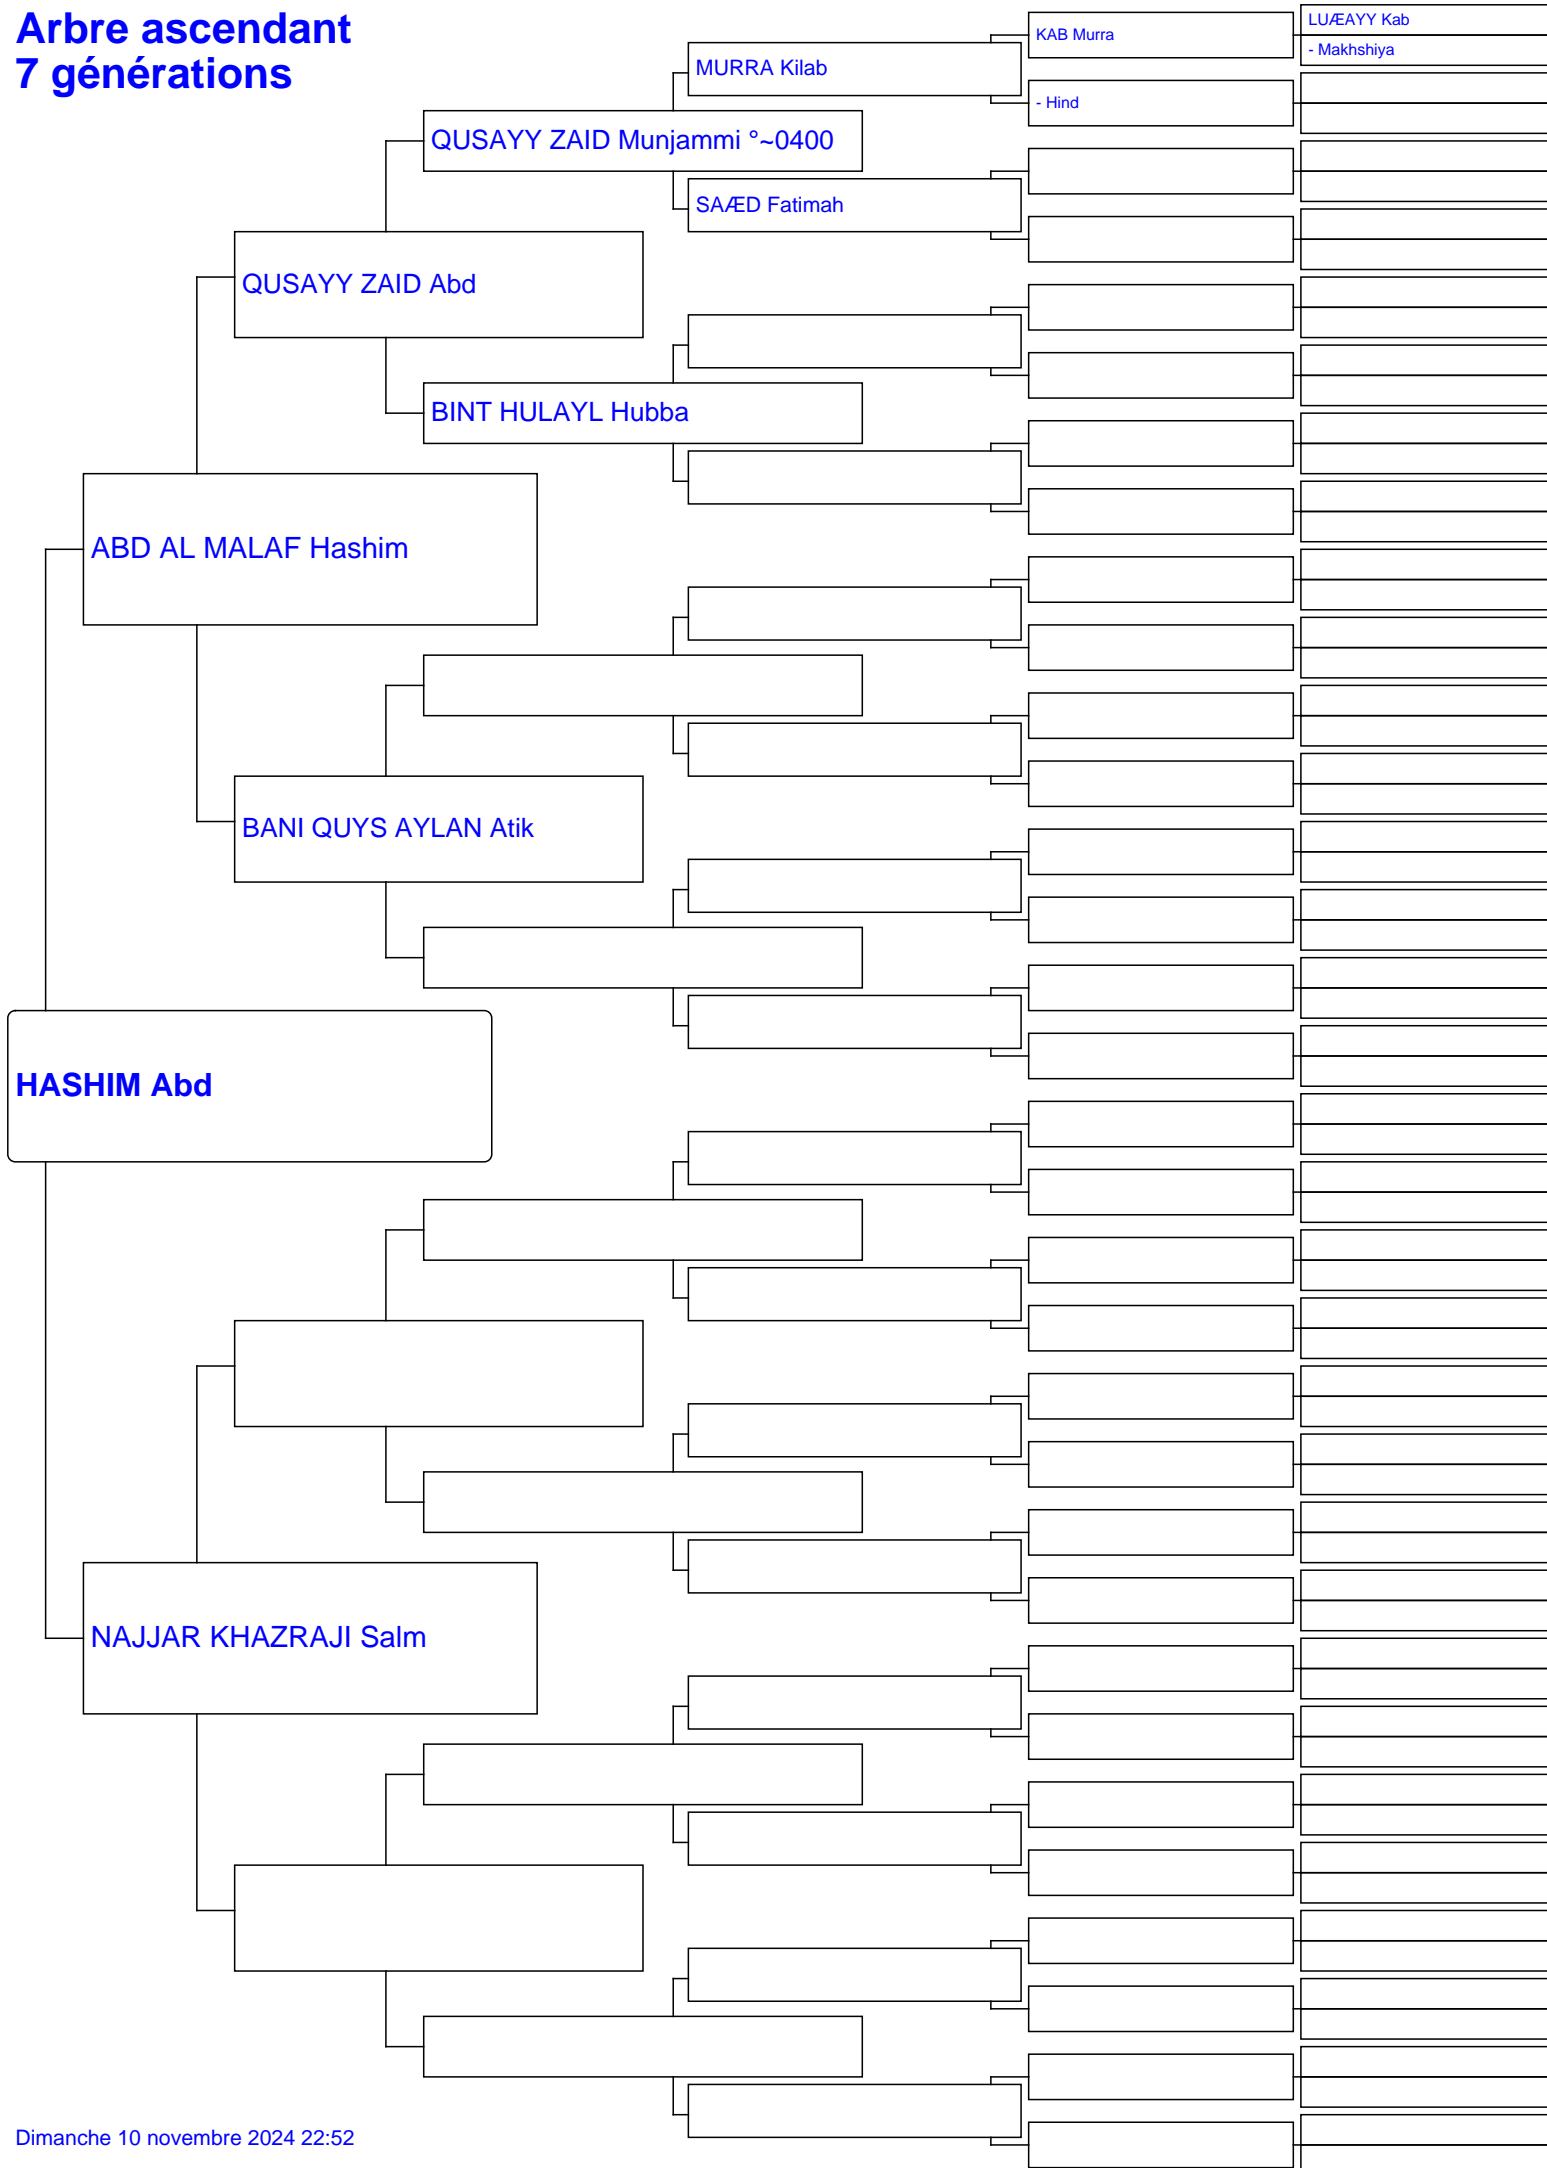 Arbre ascendant
7 générations
KAB Murra
LUÆAYY Kab
- Makhshiya
MURRA Kilab
- Hind
QUSAYY ZAID Munjammi °~0400
SAÆD Fatimah
QUSAYY ZAID Abd
BINT HULAYL Hubba
ABD AL MALAF Hashim
BANI QUYS AYLAN Atik
HASHIM Abd
NAJJAR KHAZRAJI Salm
Dimanche 10 novembre 2024 22:52